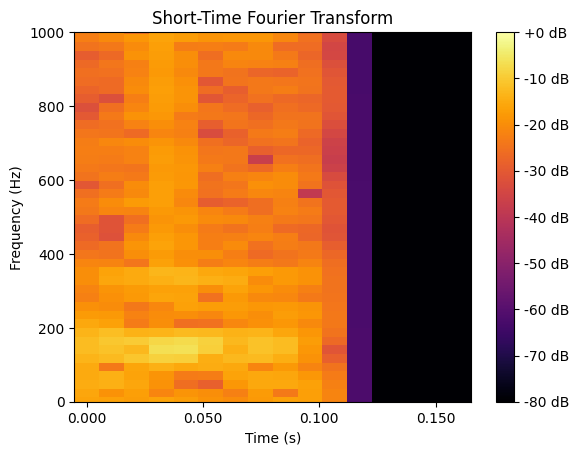 Short-Time Fourier Transform
1000
800
600
400
200
0
Frequency (Hz)
0.000
0.050
0.100
0.150
Time (s)
+0 dB
-10 dB
-20 dB
-30 dB
-40 dB
-50 dB
-60 dB
-70 dB
-80 dB